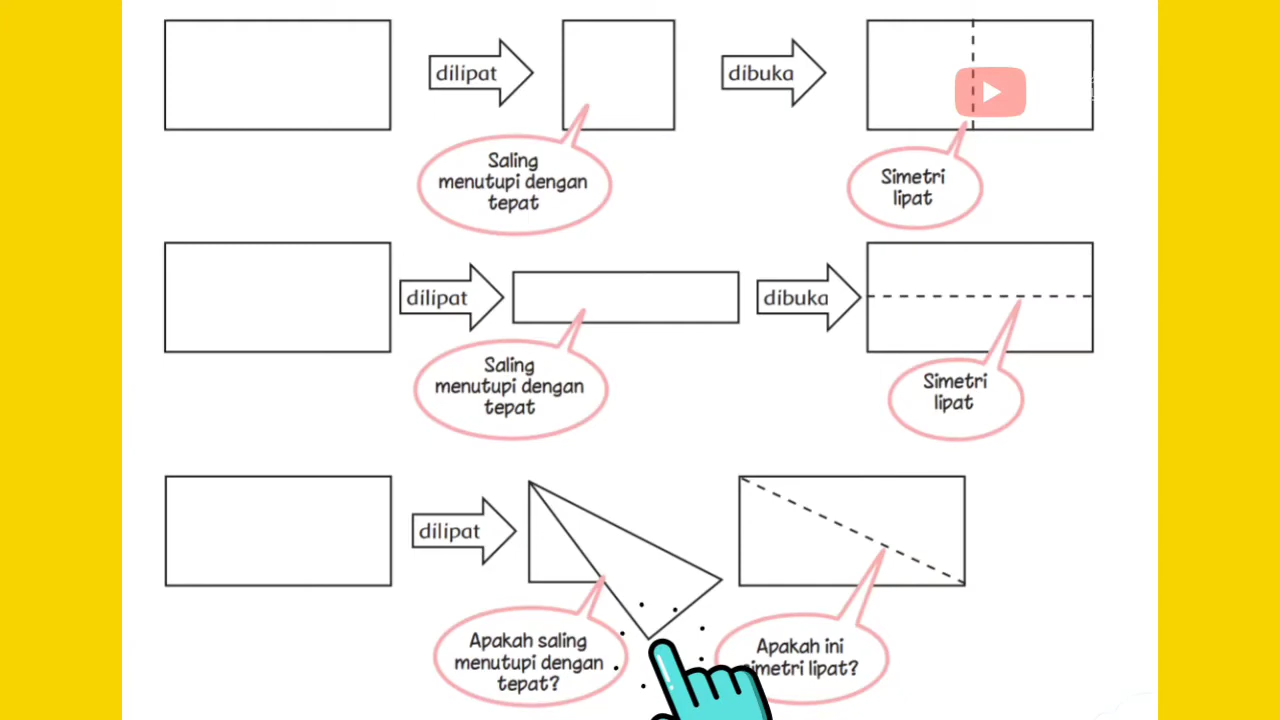 dilipat
dibuka
Saling
menutupi dengan
tepat
Simetri
lipat
dilipat
dibuka
Saling
menutupi dengan
tepat
Simetri
lipat
dilipat
Apakah saling
menutupi dengan
tepat?
Apakah ini
simetri lipat?